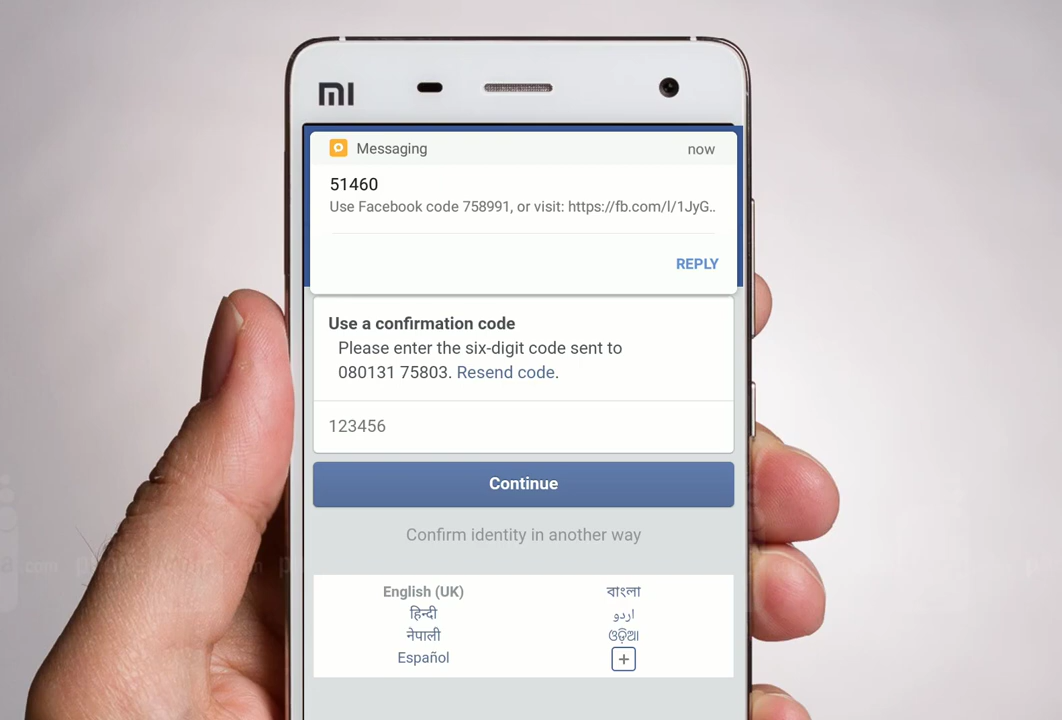 MI
Messaging
now
51460
Use Facebook code 758991, or visit: https://fb.com/l/1JyG..
REPLY
Use a confirmation code
Please enter the six-digit code sent to
080131 75803. Resend code.
123456
Continue
Confirm identity in another way
English (UK)
বাংলা
हिन्दी
اردو
नेपाली
ଓଡ଼ିଆ
Español
+